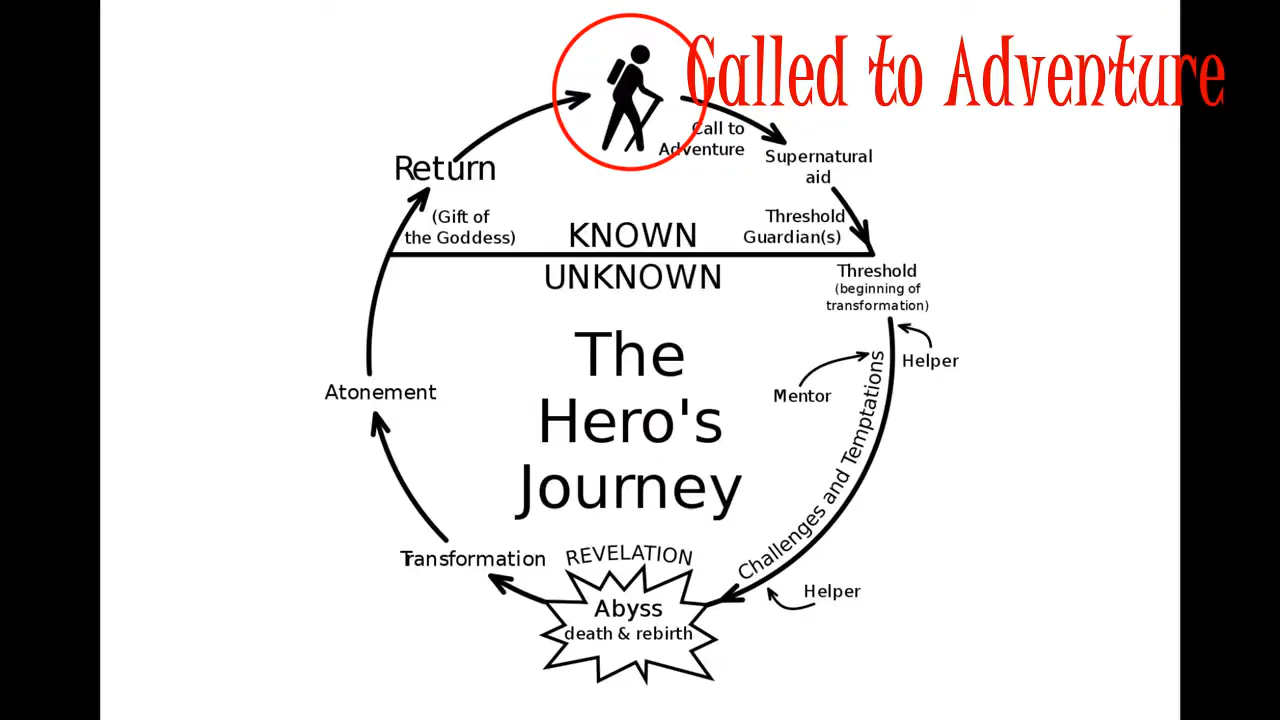 Called to Adventure
Call to
Adventure
Supernatural
aid
Return
(Gift of
the Goddess)
KNOWN
Threshold
Guardian(s)
UNKNOWN
Threshold
(beginning of
transformation)
The
Hero's
Journey
Helper
Mentor
Atonement
Challenges and Temptations
Transformation
REVELATION
Abyss
death & rebirth
Helper